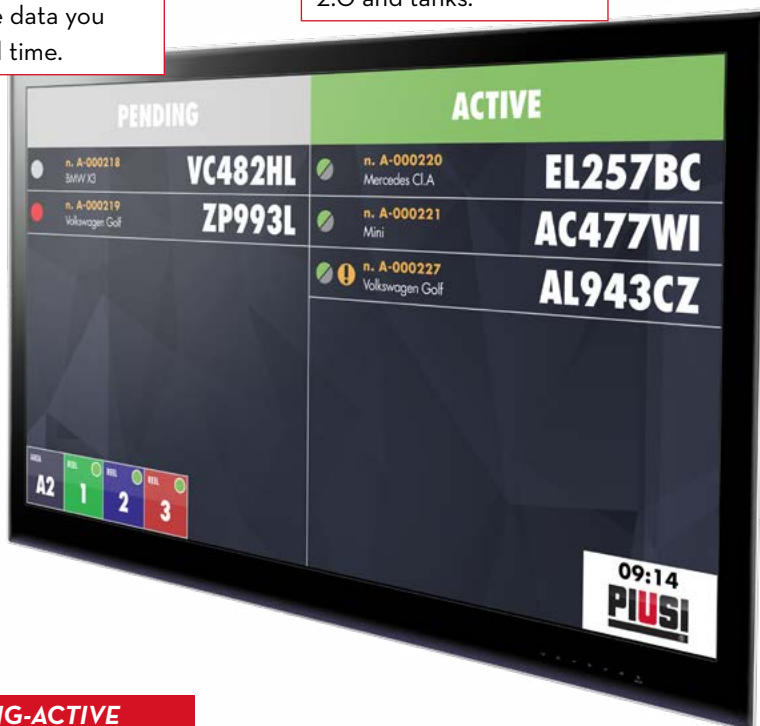 e data you
l time.
2.0 and tanks.
PENDING
n. A-000218
BMW X3
VC482HL
n. A-000219
Volkswagen Golf
ZP993L
ACTIVE
n. A-000220
Mercedes Cl.A
EL257BC
n. A-000221
Mini
AC477WI
n. A-000227
Volkswagen Golf
AL943CZ
AREA
A2
REEL
1
REEL
2
REEL
3
09:14
PIUSI
NG-ACTIVE